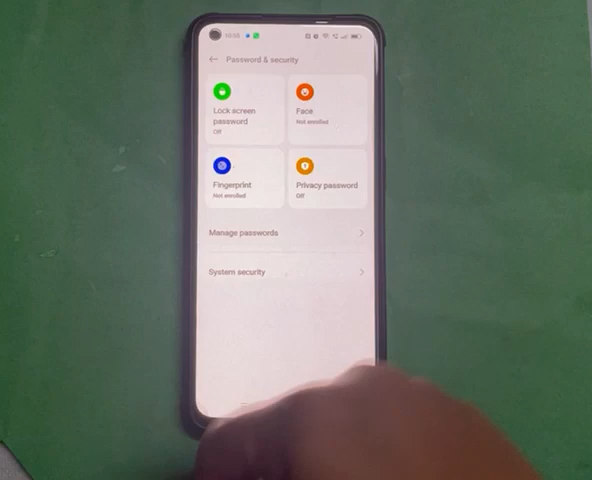 10:55
Password & security
Lock screen
password
Off
Face
Not enrolled
Fingerprint
Not enrolled
Privacy password
Off
Manage passwords
System security